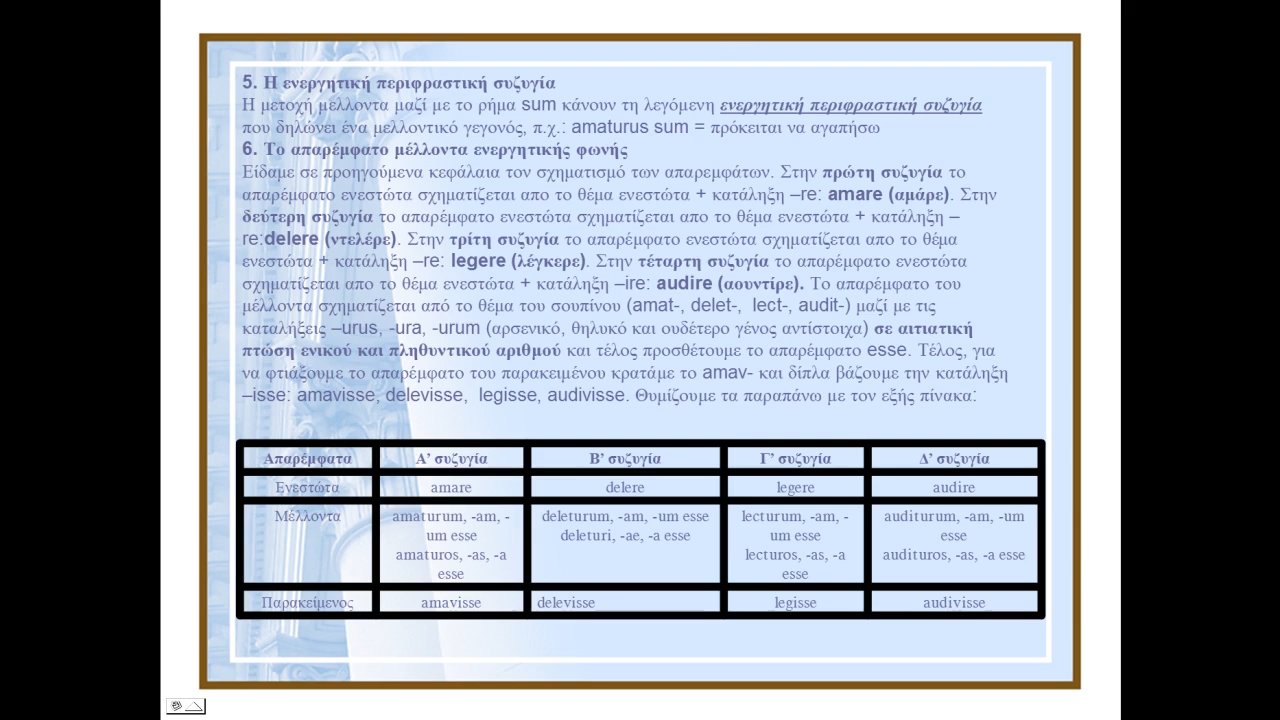 5. Η ενεργητική περιφραστική συζυγία
Η μετοχή μέλλοντα μαζί με το ρήμα sum κάνουν τη λεγόμενη ενεργητική περιφραστική συζυγία
που δηλώνει ένα μελλοντικό γεγονός, π.χ.: amaturus sum = πρόκειται να αγαπήσω
6. Το απαρέμφατο μέλλοντα ενεργητικής φωνής
Είδαμε σε προηγούμενα κεφάλαια τον σχηματισμό των απαρεμφάτων. Στην πρώτη συζυγία το
απαρέμφατο ενεστώτα σχηματίζεται απο το θέμα ενεστώτα + κατάληξη –re: amare (αμάρε). Στην
δεύτερη συζυγία το απαρέμφατο ενεστώτα σχηματίζεται απο το θέμα ενεστώτα + κατάληξη –
re:delere (ντελέρε). Στην τρίτη συζυγία το απαρέμφατο ενεστώτα σχηματίζεται απο το θέμα
ενεστώτα + κατάληξη –re: legere (λέγκερε). Στην τέταρτη συζυγία το απαρέμφατο ενεστώτα
σχηματίζεται απο το θέμα ενεστώτα + κατάληξη –ire: audire (αουντίρε). Το απαρέμφατο του
μέλλοντα σχηματίζεται από το θέμα του σουπίνου (amat-, delet-, lect-, audit-) μαζί με τις
καταλήξεις –urus, -ura, -urum (αρσενικό, θηλυκό και ουδέτερο γένος αντίστοιχα) σε αιτιατική
πτώση ενικού και πληθυντικού αριθμού και τέλος προσθέτουμε το απαρέμφατο esse. Τέλος, για
να φτιάξουμε το απαρέμφατο του παρακειμένου κρατάμε το amav- και δίπλα βάζουμε την κατάληξη
–isse: amavisse, delevisse, legisse, audivisse. Θυμίζουμε τα παραπάνω με τον εξής πίνακα:
Απαρέμφατα Α’ συζυγία Β’ συζυγία Γ’ συζυγία Δ’ συζυγία
Ενεστώτα amare delere legere audire
Μέλλοντα amaturum, -am, - deleturum, -am, -um esse lecturum, -am, - auditurum, -am, -um
um esse deleturi, -ae, -a esse um esse esse
amaturos, -as, -a lecturos, -as, -a audituros, -as, -a esse
esse esse
Παρακείμενος amavisse delevisse legisse audivisse